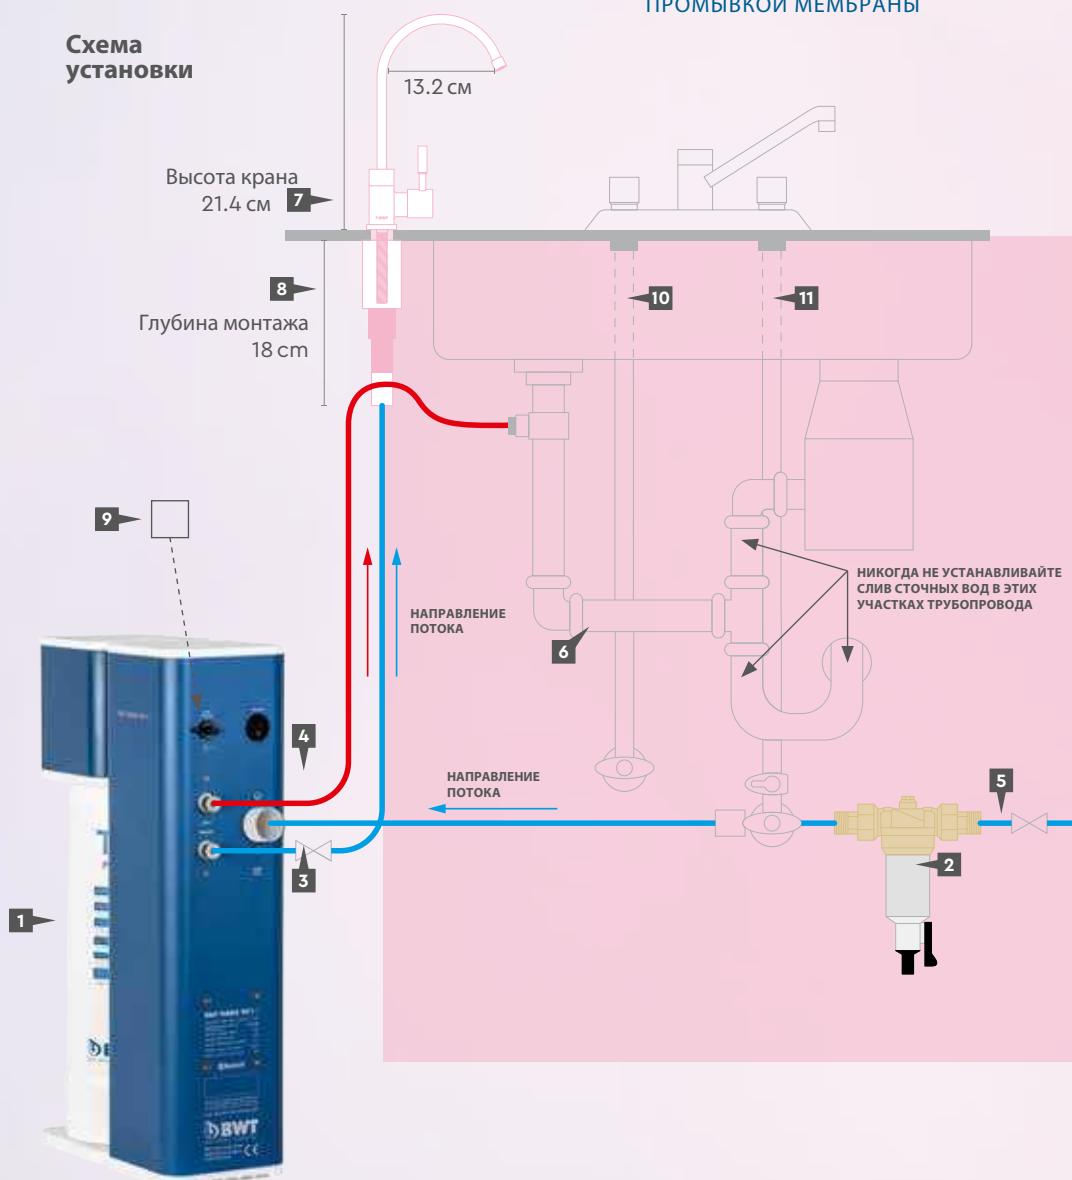 ПРОМЫВКОЙ МЕМБРАНЫ
Схема
установки
13.2 см
Высота крана
21.4 см
7
8
10
11
Глубина монтажа
18 cm
9
НАПРАВЛЕНИЕ
ПОТОКА
НИКОГДА НЕ УСТАНАВЛИВАЙТЕ
СЛИВ СТОЧНЫХ ВОД В ЭТИХ
УЧАСТКАХ ТРУБОПРОВОДА
6
4
НАПРАВЛЕНИЕ
ПОТОКА
5
3
2
1
BWT
CE